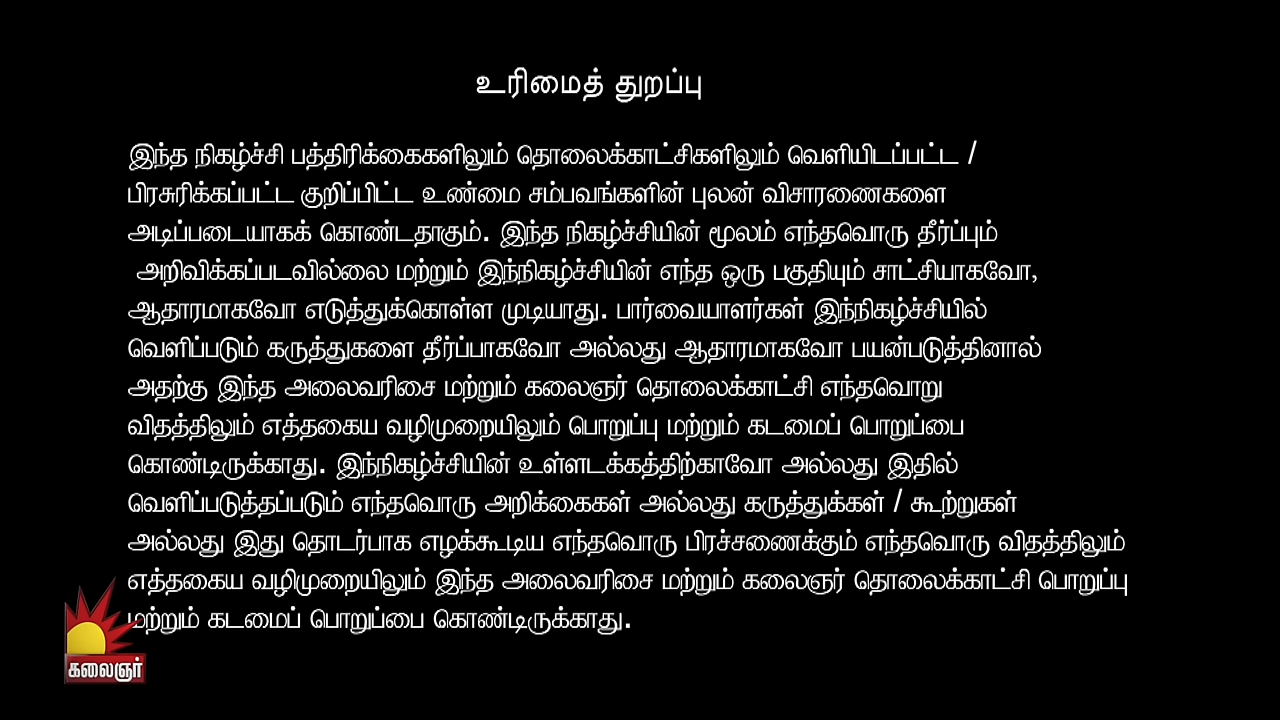 உரிமைத் துறப்பு
இந்த நிகழ்ச்சி பத்திரிக்கைகளிலும் தொலைக்காட்சிகளிலும் வெளியிடப்பட்ட /
பிரசுரிக்கப்பட்ட குறிப்பிட்ட உண்மை சம்பவங்களின் புலன் விசாரணைகளை
அடிப்படையாகக் கொண்டதாகும். இந்த நிகழ்ச்சியின் மூலம் எந்தவொரு தீர்ப்பும்
அறிவிக்கப்படவில்லை மற்றும் இந்நிகழ்ச்சியின் எந்த ஒரு பகுதியும் சாட்சியாகவோ,
ஆதாரமாகவோ எடுத்துக்கொள்ள முடியாது. பார்வையாளர்கள் இந்நிகழ்ச்சியில்
வெளிப்படும் கருத்துகளை தீர்ப்பாகவோ அல்லது ஆதாரமாகவோ பயன்படுத்தினால்
அதற்கு இந்த அலைவரிசை மற்றும் கலைஞர் தொலைக்காட்சி எந்தவொறு
விதத்திலும் எத்தகைய வழிமுறையிலும் பொறுப்பு மற்றும் கடமைப் பொறுப்பை
கொண்டிருக்காது. இந்நிகழ்ச்சியின் உள்ளடக்கத்திற்காவோ அல்லது இதில்
வெளிப்படுத்தப்படும் எந்தவொரு அறிக்கைகள் அல்லது கருத்துக்கள் / கூற்றுகள்
அல்லது இது தொடர்பாக எழக்கூடிய எந்தவொரு பிரச்சணைக்கும் எந்தவொரு விதத்திலும்
எத்தகைய வழிமுறையிலும் இந்த அலைவரிசை மற்றும் கலைஞர் தொலைக்காட்சி பொறுப்பு
மற்றும் கடமைப் பொறுப்பை கொண்டிருக்காது.
கலைஞர்